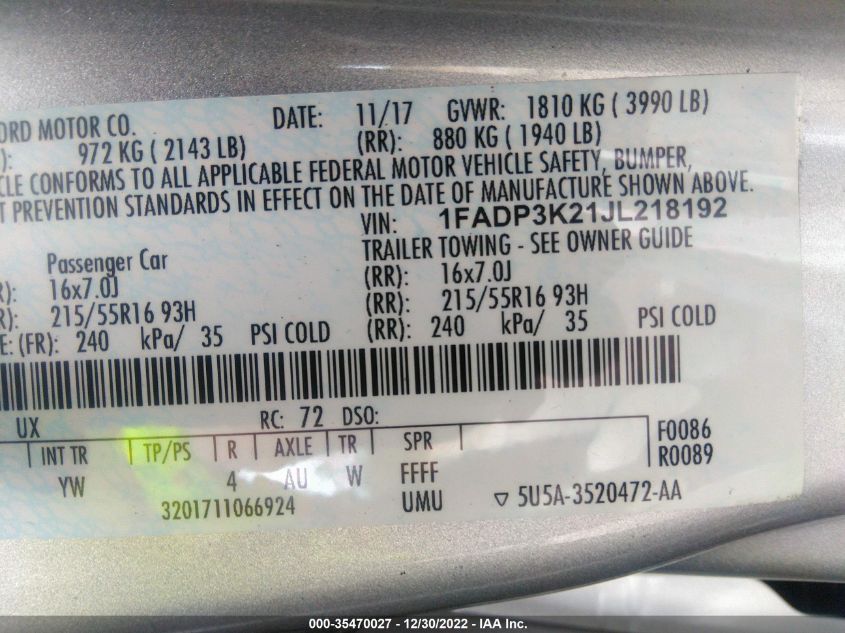 ORD MOTOR CO. DATE: 11/17 GVWR: 1810 KG ( 3990 LB)
): 972 KG ( 2143 LB) (RR): 880 KG ( 1940 LB)
CLE CONFORMS TO ALL APPLICABLE FEDERAL MOTOR VEHICLE SAFETY, BUMPER,
T PREVENTION STANDARDS IN EFFECT ON THE DATE OF MANUFACTURE SHOWN ABOVE.
VIN: 1FADP3K21JL218192
Passenger Car TRAILER TOWING - SEE OWNER GUIDE
R): 16x7.0J (RR): 16x7.0J
R): 215/55R16 93H (RR): 215/55R16 93H
E: (FR): 240 kPa/ 35 PSI COLD (RR): 240 kPa/ 35 PSI COLD
UX RC: 72 DSO:
INT TR TP/PS R AXLE TR SPR F0086
YW 4 AU W FFFF R0089
3201711066924 UMU ▽ 5U5A-3520472-AA
000-35470027 - 12/30/2022 - IAA Inc.